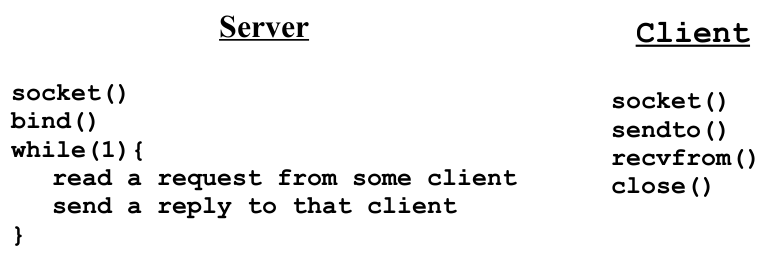 Server
socket()
bind()
while(1){
read a request from some client
send a reply to that client
}
Client
socket()
sendto()
recvfrom()
close()